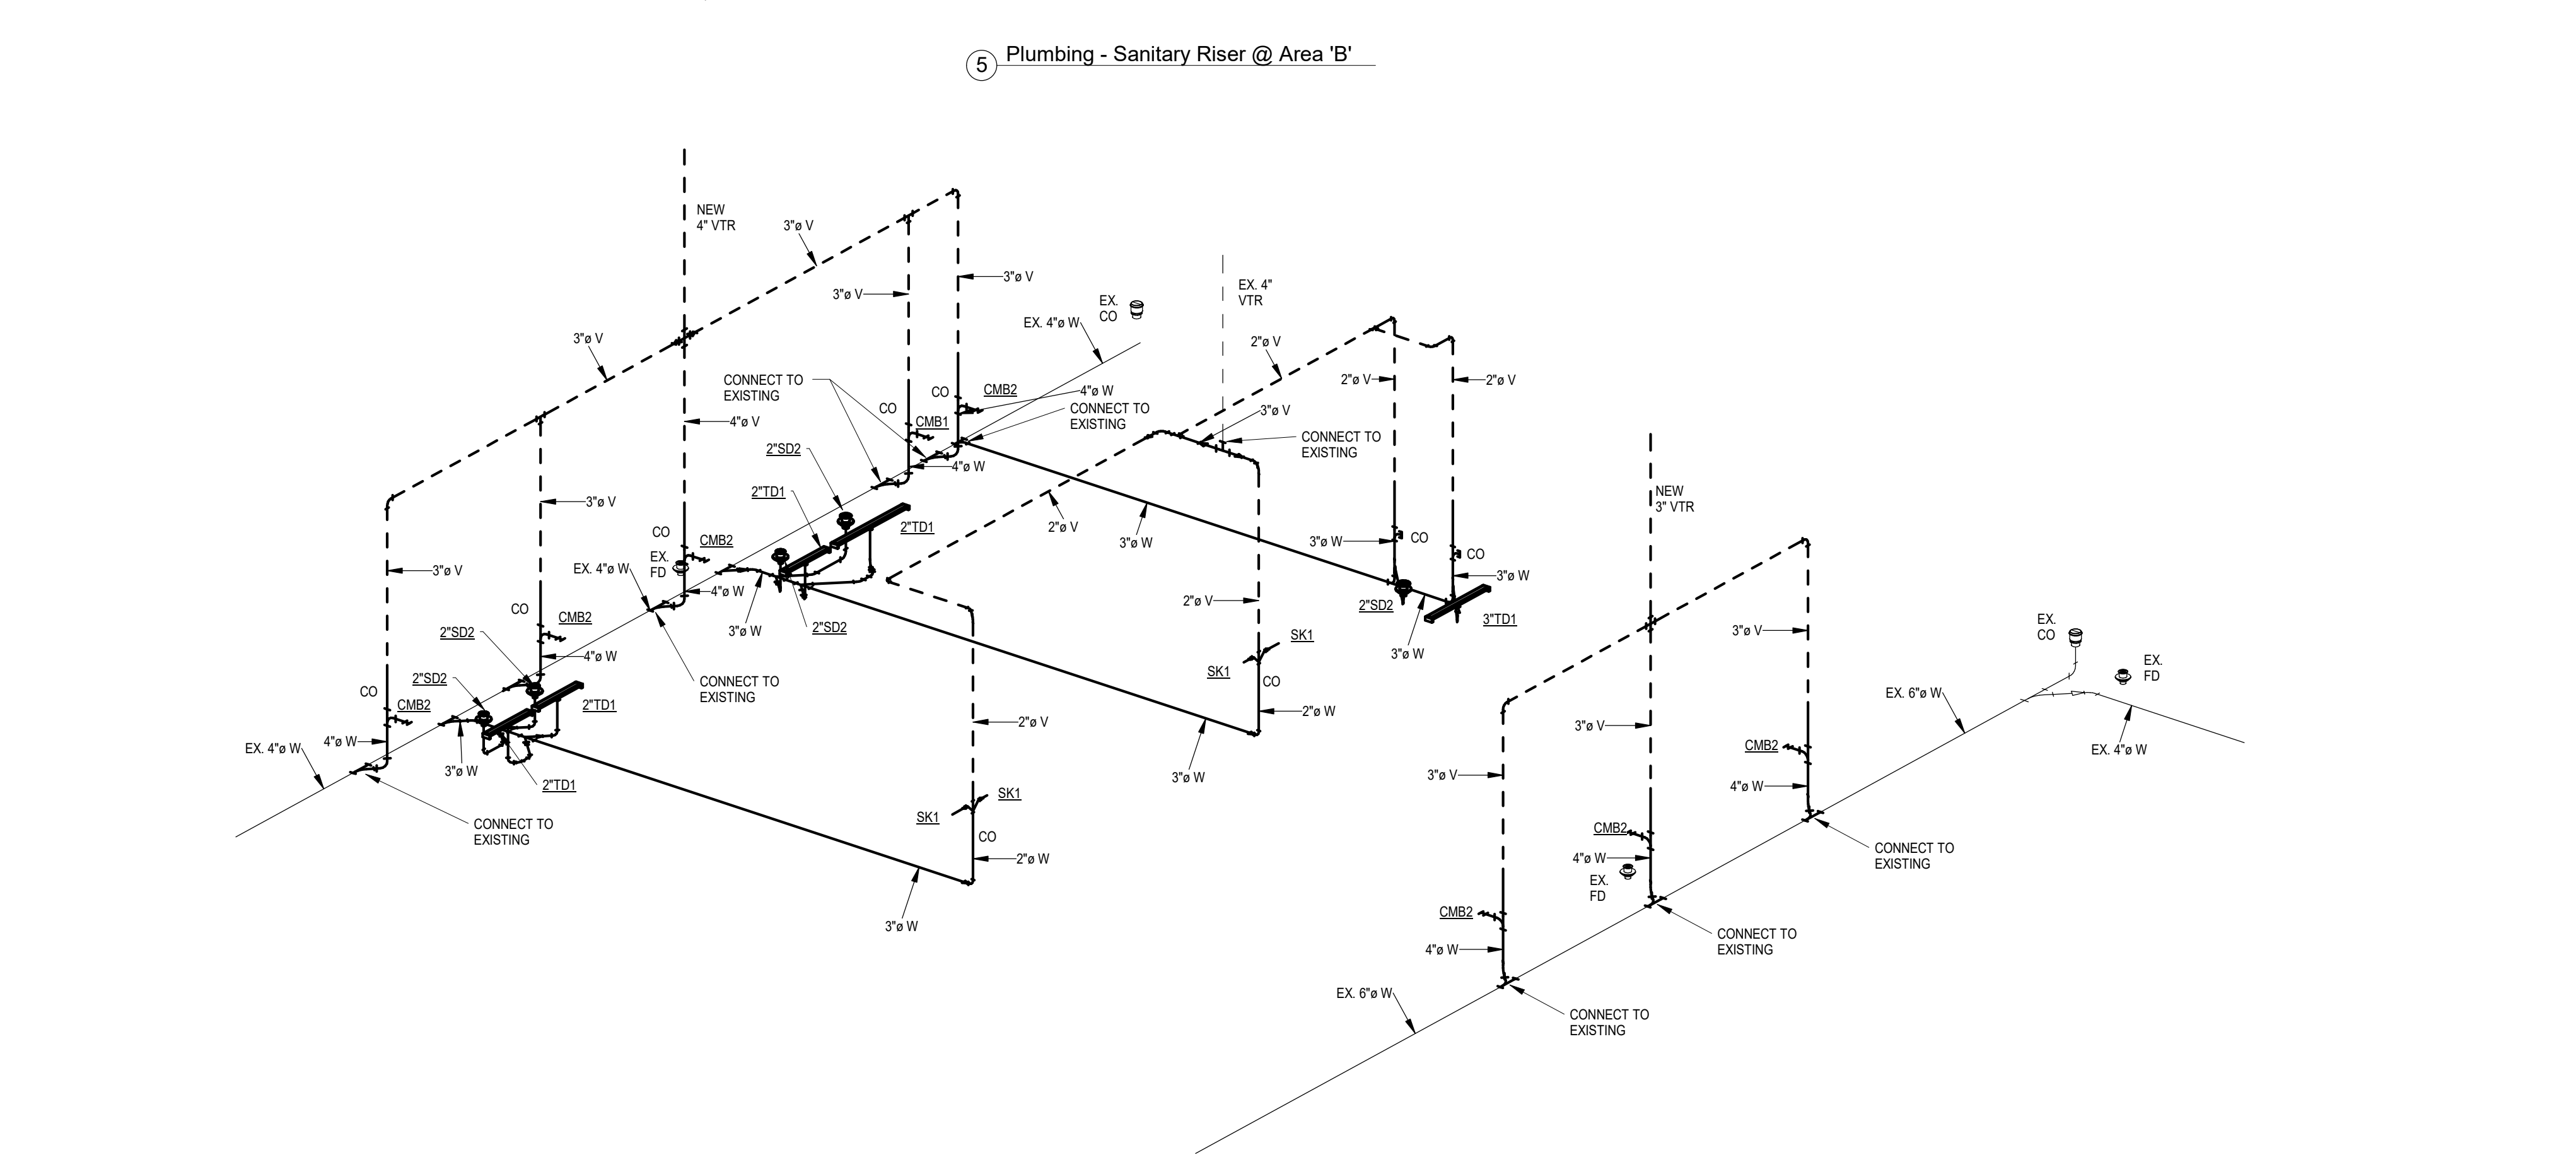 5
Plumbing - Sanitary Riser @ Area 'B'
NEW
4" VTR
3"ø V
3"ø V
3"ø V
3"ø V
EX.
CO
EX. 4"ø W
EX. 4"
VTR
2"ø V
2"ø V
2"ø V
3"ø V
CONNECT TO
EXISTING
CO
CMB2
4"ø W
CONNECT TO
EXISTING
CONNECT TO
EXISTING
CO
CMB1
4"ø V
2"SD2
4"ø W
2"TD1
2"TD1
2"ø V
3"ø W
3"ø W
CO
CO
3"ø W
2"SD2
3"TD1
3"ø W
3"ø V
3"ø V
CO
CMB2
EX.
FD
EX. 4"ø W
4"ø W
3"ø W
2"SD2
2"ø V
SK1
SK1
CO
2"ø W
3"ø W
CO
CMB2
2"SD2
4"ø W
2"SD2
2"TD1
CONNECT TO
EXISTING
CO
CMB2
4"ø W
EX. 4"ø W
3"ø W
2"TD1
CONNECT TO
EXISTING
2"ø V
SK1
SK1
CO
2"ø W
3"ø W
NEW
3" VTR
3"ø V
3"ø V
3"ø V
EX.
CO
EX.
FD
EX. 6"ø W
EX. 4"ø W
CMB2
4"ø W
CONNECT TO
EXISTING
CMB2
4"ø W
EX.
FD
CONNECT TO
EXISTING
CMB2
4"ø W
EX. 6"ø W
CONNECT TO
EXISTING